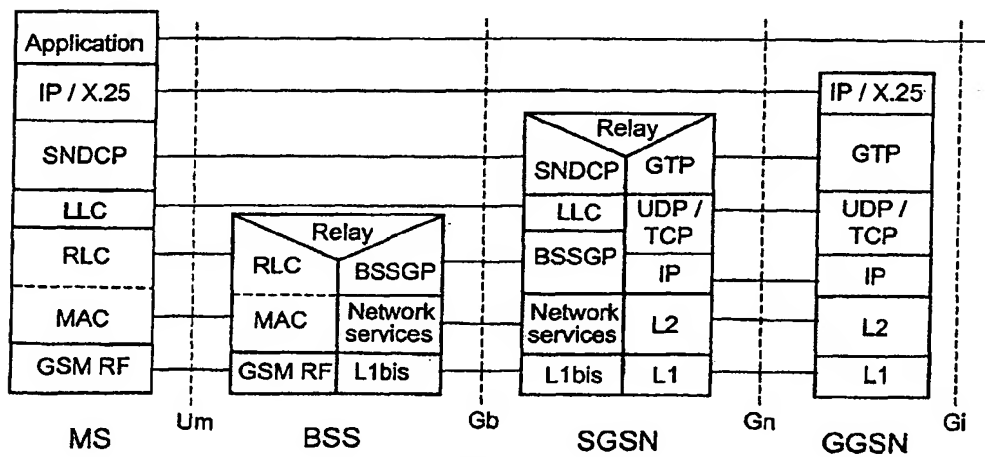 Application
IP / X.25
SNDCP
LLC
RLC
MAC
GSM RF
MS
Um
Relay
RLC
BSSGP
MAC
Network
services
GSM RF
L1bis
BSS
Gb
Relay
SNDCP
GTP
LLC
UDP /
TCP
BSSGP
IP
Network
services
L2
L1bis
L1
SGSN
Gn
IP / X.25
GTP
UDP /
TCP
IP
L2
L1
GGSN
Gi